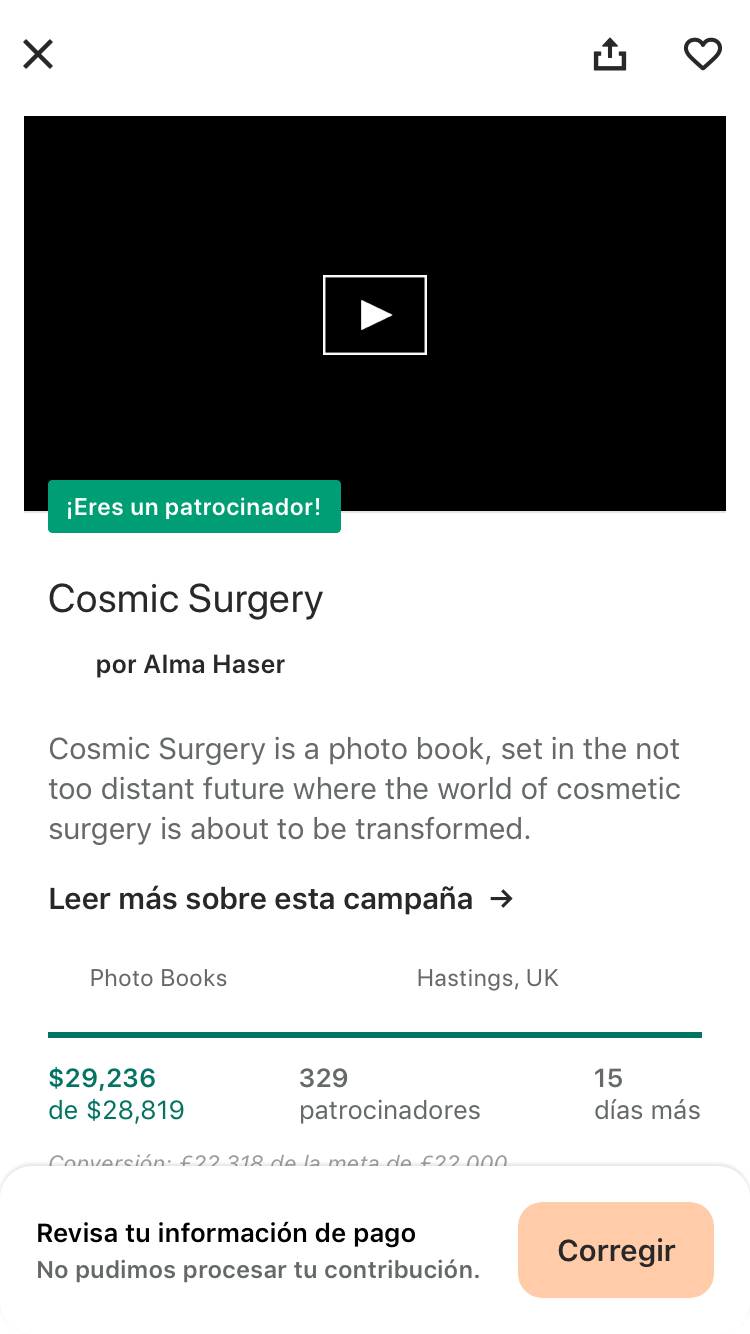 ¡Eres un patrocinador!
Cosmic Surgery
por Alma Haser
Cosmic Surgery is a photo book, set in the not
too distant future where the world of cosmetic
surgery is about to be transformed.
Leer más sobre esta campaña →
Photo Books
Hastings, UK
$29,236
de $28,819
329
patrocinadores
15
días más
Conversión: £22,318 de la meta de £22,000
Revisa tu información de pago
No pudimos procesar tu contribución.
Corregir